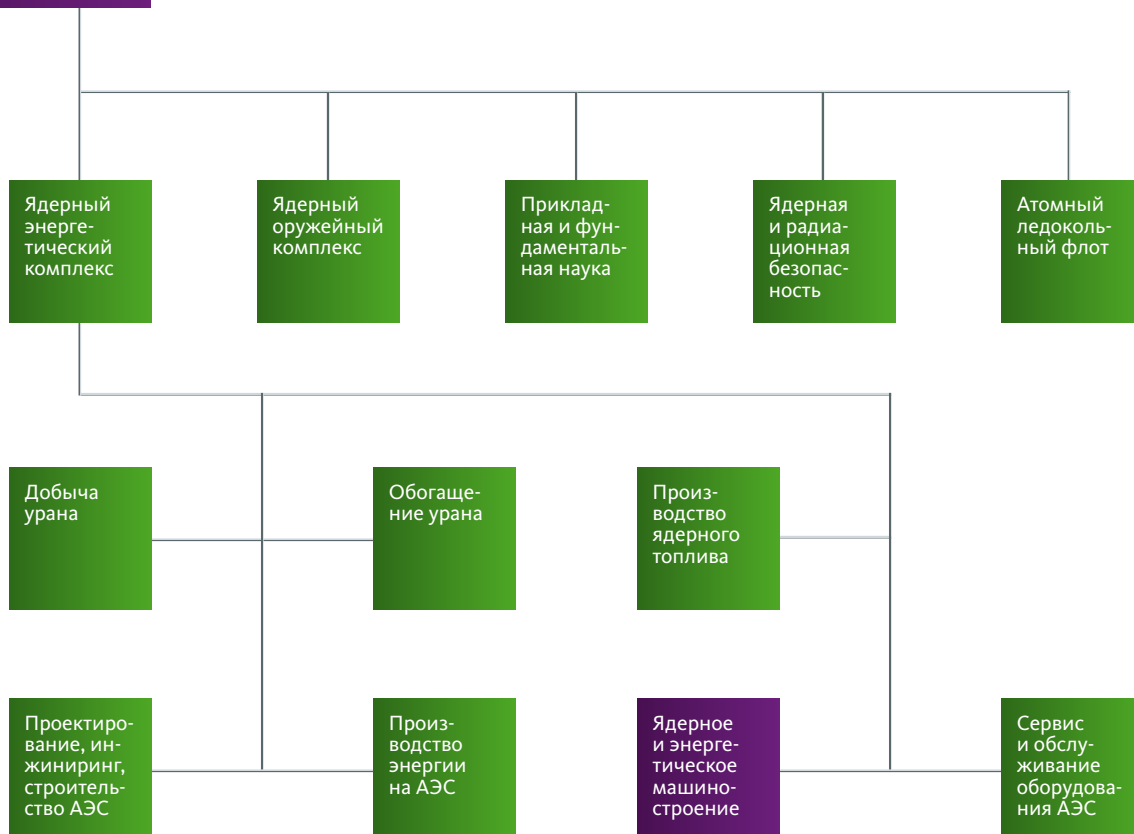 Ядерный
энерге-
тический
комплекс
Ядерный
оружейный
комплекс
Приклад-
ная и фун-
даменталь-
ная наука
Ядерная
и радиа-
ционная
безопас-
ность
Атомный
ледоколь-
ный флот
Добыча
урана
Обогаще-
ние урана
Произ-
водство
ядерного
топлива
Проектиро-
вание, ин-
жиниринг,
строитель-
ство АЭС
Произ-
водство
энергии
на АЭС
Ядерное
и энерге-
тическое
машино-
строение
Сервис
и обслу-
живание
оборудова-
ния АЭС